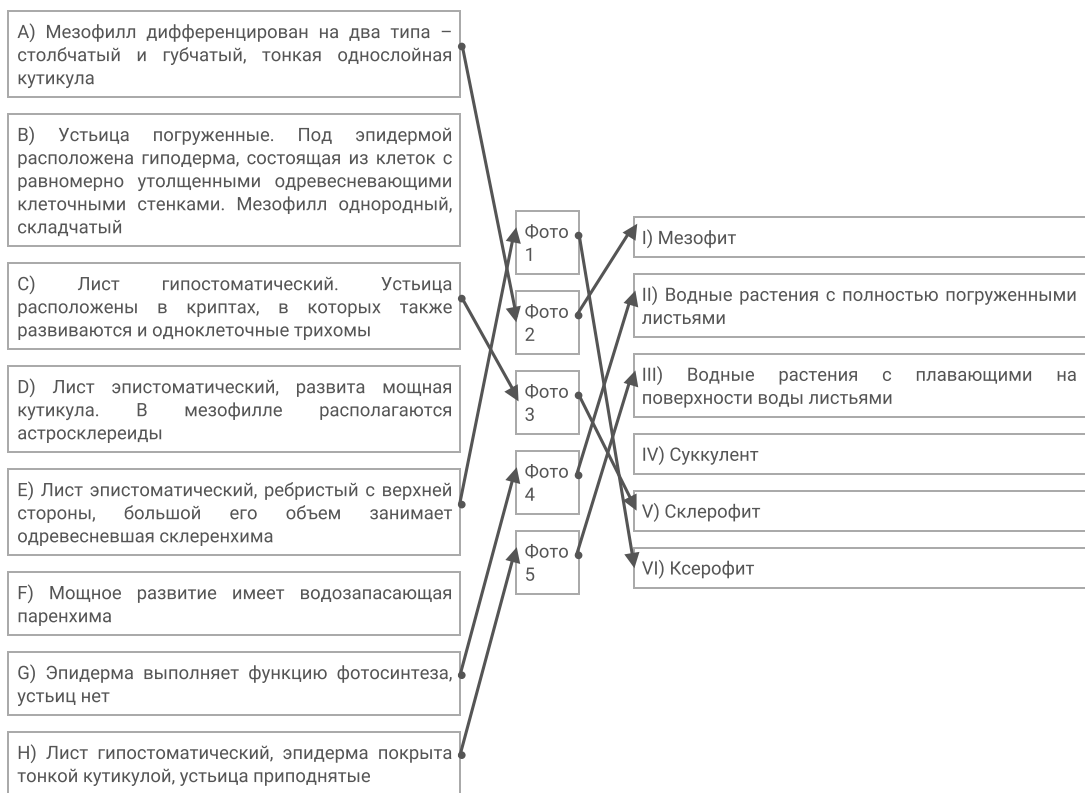 A) Мезофилл дифференцирован на два типа –
столбчатый и губчатый, тонкая однослойная
кутикула
B) Устьица погруженные. Под эпидермой
расположена гиподерма, состоящая из клеток с
равномерно утолщенными одревесневающими
клеточными стенками. Мезофилл однородный,
складчатый
C) Лист гипостоматический. Устьица
расположены в криптах, в которых также
развиваются и одноклеточные трихомы
D) Лист эпистоматический, развита мощная
кутикула. В мезофилле располагаются
астросклереиды
E) Лист эпистоматический, ребристый с верхней
стороны, большой его объем занимает
одревесневшая склеренхима
F) Мощное развитие имеет водозапасающая
паренхима
G) Эпидерма выполняет функцию фотосинтеза,
устьиц нет
H) Лист гипостоматический, эпидерма покрыта
тонкой кутикулой, устьица приподнятые
Фото
1
Фото
2
Фото
3
Фото
4
Фото
5
I) Мезофит
II) Водные растения с полностью погруженными
листьями
III) Водные растения с плавающими на
поверхности воды листьями
IV) Суккулент
V) Склерофит
VI) Ксерофит